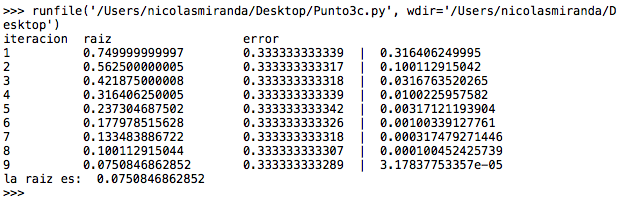 >>> runfile('/Users/nicolasmiranda/Desktop/Punto3c.py', wdir='/Users/nicolasmiranda/D
esktop')
iteracion  raiz                 error
1          0.749999999997       0.333333333339  |  0.316406249995
2          0.562500000005       0.333333333317  |  0.100112915042
3          0.421875000008       0.333333333318  |  0.0316763520265
4          0.316406250005       0.333333333339  |  0.0100225957582
5          0.237304687502       0.333333333342  |  0.00317121193904
6          0.177978515628       0.333333333326  |  0.00100339127761
7          0.133483886722       0.333333333318  |  0.000317479271446
8          0.100112915044       0.333333333307  |  0.000100452425739
9          0.0750846862852      0.333333333289  |  3.17837753357e-05
la raiz es:  0.0750846862852
>>>